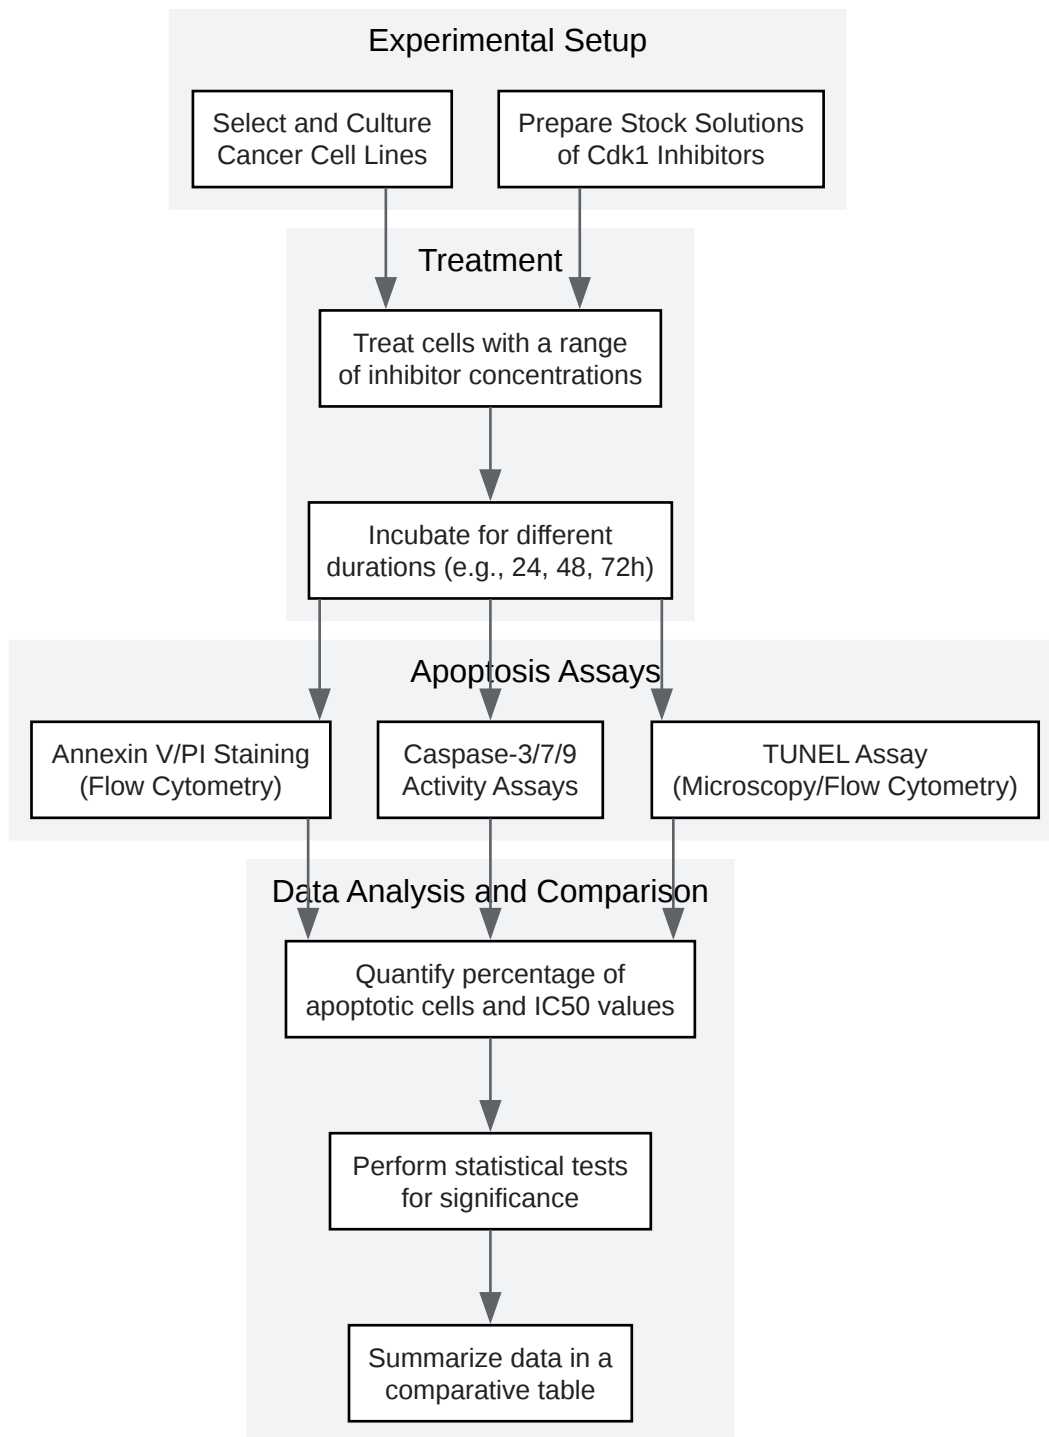 Experimental Setup
Select and Culture
Cancer Cell Lines
Prepare Stock Solutions
of Cdk1 Inhibitors
Treatment
Treat cells with a range
of inhibitor concentrations
Incubate for different
durations (e.g., 24, 48, 72h)
Apoptosis Assays
Annexin V/PI Staining
(Flow Cytometry)
Caspase-3/7/9
Activity Assays
TUNEL Assay
(Microscopy/Flow Cytometry)
Data Analysis and Comparison
Quantify percentage of
apoptotic cells and IC50 values
Perform statistical tests
for significance
Summarize data in a
comparative table